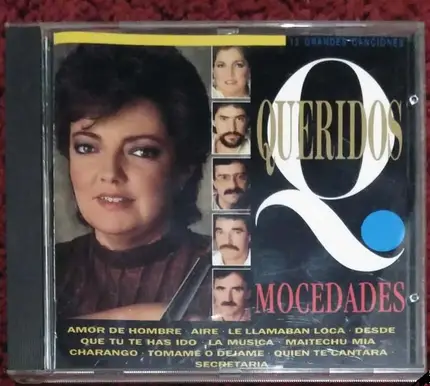 12 GRANDES CANCIONES
QUERIDOS
MOCEDADES
AMOR DE HOMBRE · AIRE · LE LLAMABAN LOCA · DESDE
QUE TU TE HAS IDO · LA MUSICA · MAITECHU MIA
CHARANGO · TOMAME O DEJAME · QUIEN TE CANTARA ·
SECRETARIA